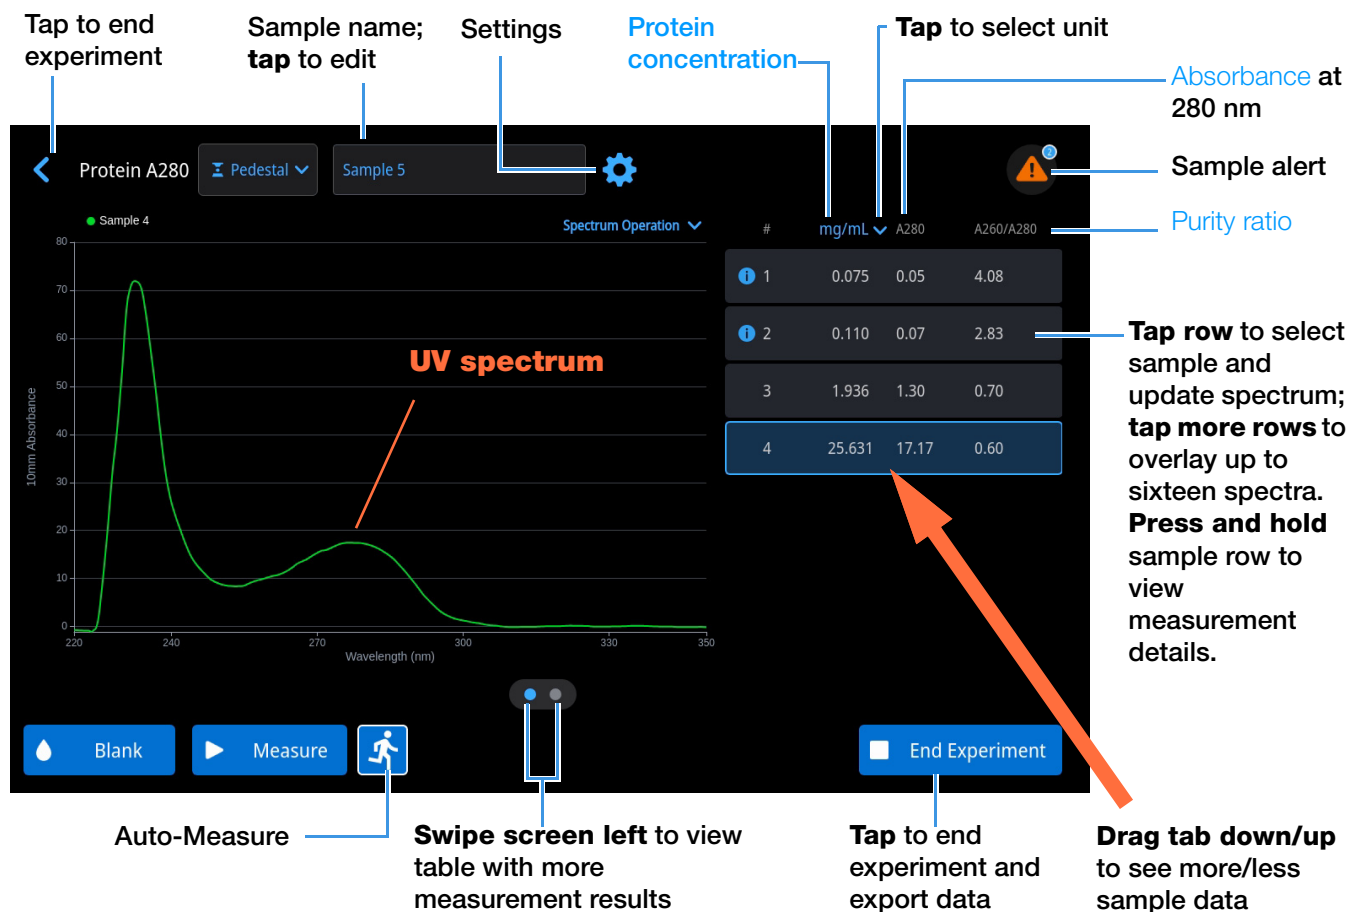 Tap to end
experiment
Sample name;
tap to edit
Settings
Protein
concentration
Tap to select unit
Absorbance at
280 nm
Sample alert
Purity ratio
Protein A280
Pedestal
Sample 5
2
Sample 4
Spectrum Operation
# mg/mL A280 A260/A280
1 0.075 0.05 4.08
2 0.110 0.07 2.83
3 1.936 1.30 0.70
4 25.631 17.17 0.60
UV spectrum
10mm Absorbance
80
70
60
50
40
30
20
10
0
220 240 270 300 330 350
Wavelength (nm)
Tap row to select
sample and
update spectrum;
tap more rows to
overlay up to
sixteen spectra.
Press and hold
sample row to
view
measurement
details.
Blank
Measure
End Experiment
Auto-Measure
Swipe screen left to view
table with more
measurement results
Tap to end
experiment and
export data
Drag tab down/up
to see more/less
sample data